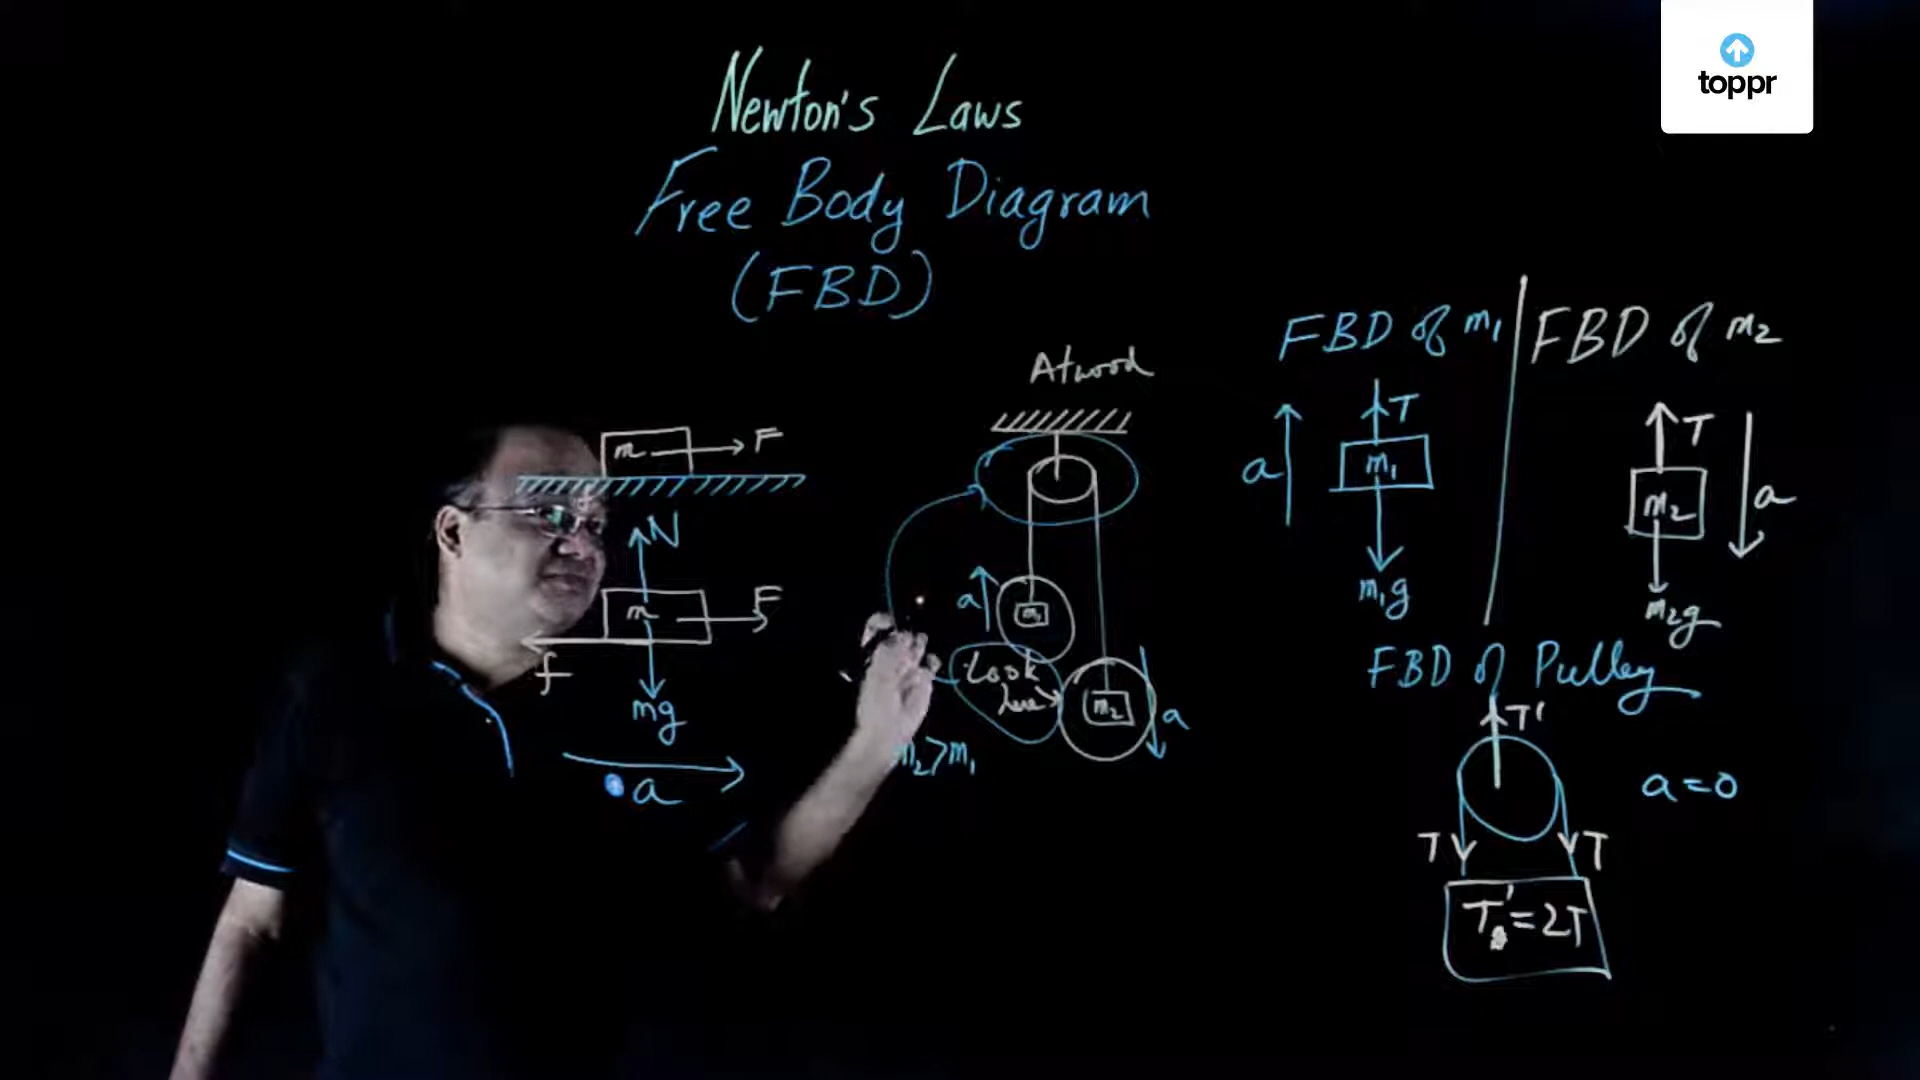 toppr
Newton's Laws
Free Body Diagram
(FBD)
m F
N
m F
f
mg
a
Atwood
a
m1
Look
here
m2
a
m2>m1
FBD of m1
T
a
m1
m1g
FBD of m2
T
m2
a
m2g
FBD of Pulley
T'
a=0
T T
T'=2T